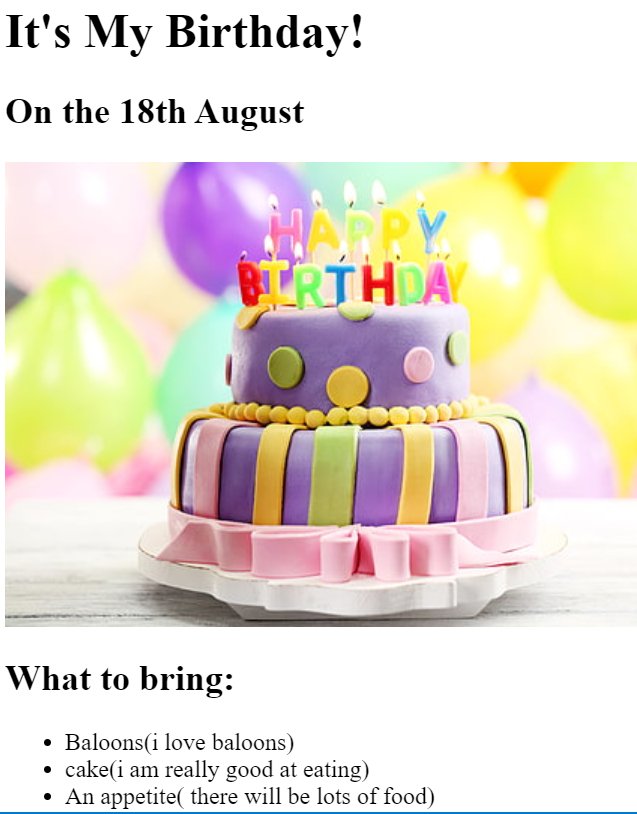 It's My Birthday!
On the 18th August
HAPPY
BIRTHDAY
What to bring:
Baloons(i love baloons)
cake(i am really good at eating)
An appetite( there will be lots of food)